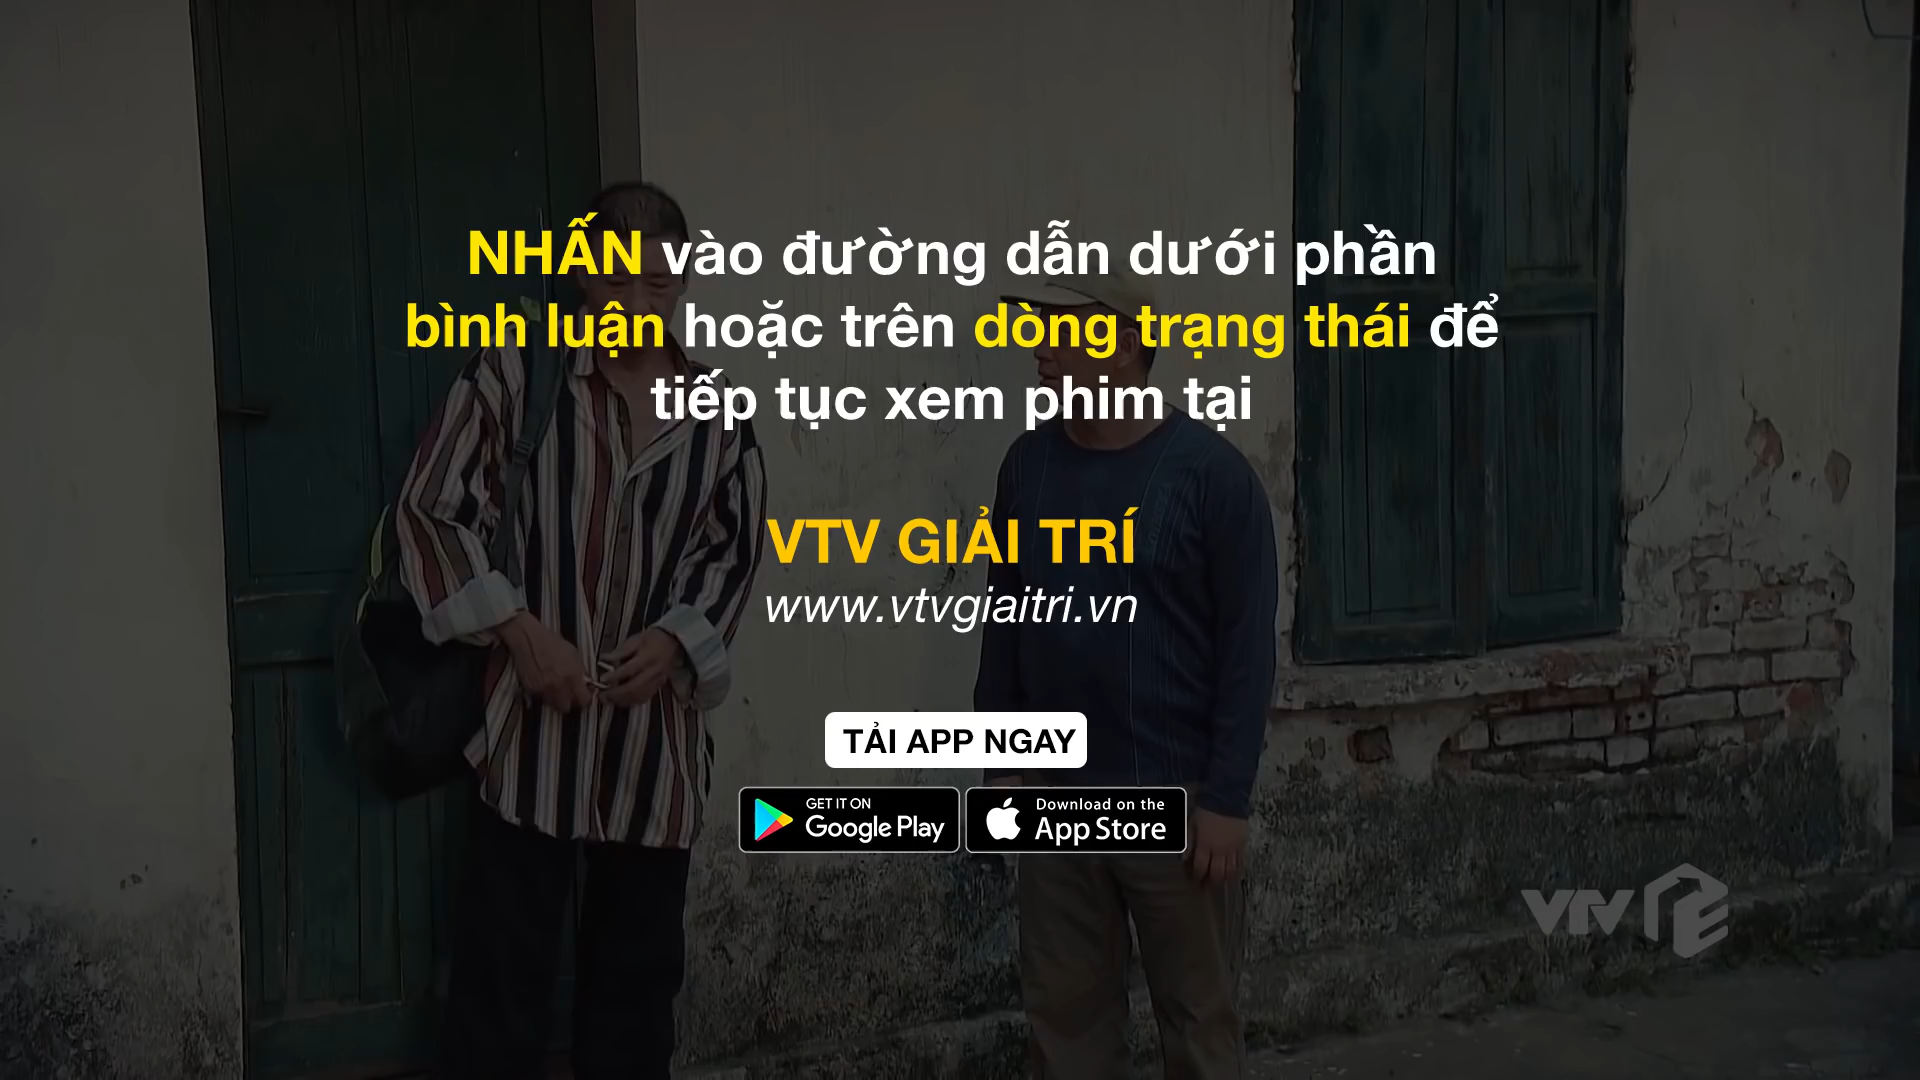 NHẤN vào đường dẫn dưới phần
bình luận hoặc trên dòng trạng thái để
tiếp tục xem phim tại
VTV GIẢI TRÍ
www.vtvgiaitri.vn
TẢI APP NGAY
GET IT ON
Google Play
Download on the
App Store
VTV